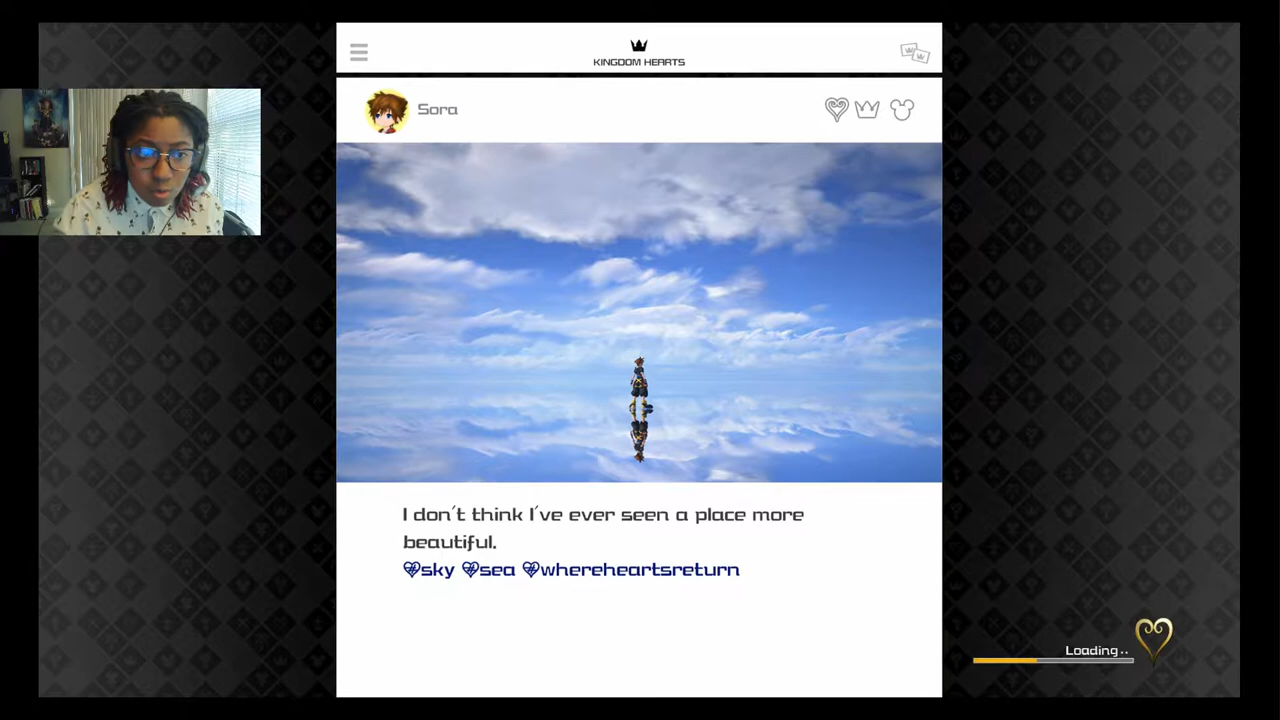 KINGDOM HEARTS
Sora
I don't think I've ever seen a place more
beautiful.
sky sea whereheartsreturn
Loading..